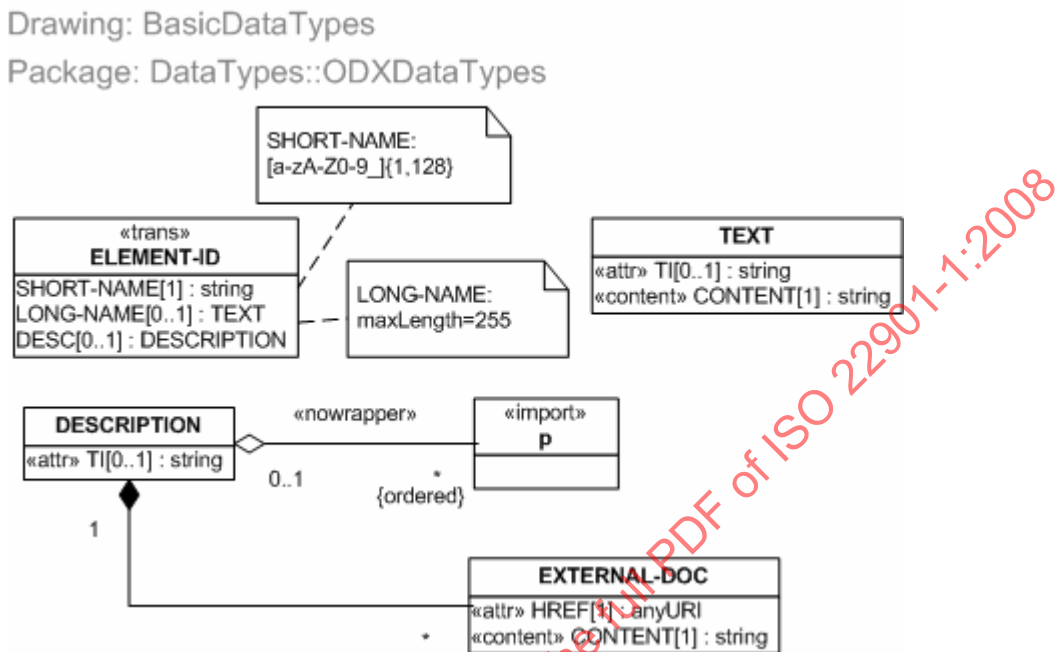 Drawing: BasicDataTypes
Package: DataTypes::ODXDataTypes
SHORT-NAME:
[a-zA-Z0-9_]{1,128}
«trans»
ELEMENT-ID
SHORT-NAME[1] : string
LONG-NAME[0..1] : TEXT
DESC[0..1] : DESCRIPTION
LONG-NAME:
maxLength=255
TEXT
«attr» TI[0..1] : string
«content» CONTENT[1] : string
DESCRIPTION
«attr» TI[0..1] : string
«nowrapper»
0..1
*
{ordered}
«import»
p
1
*
EXTERNAL-DOC
«attr» HREF[1] : anyURI
«content» CONTENT[1] : string
full PDF of ISO 22901-1:2008